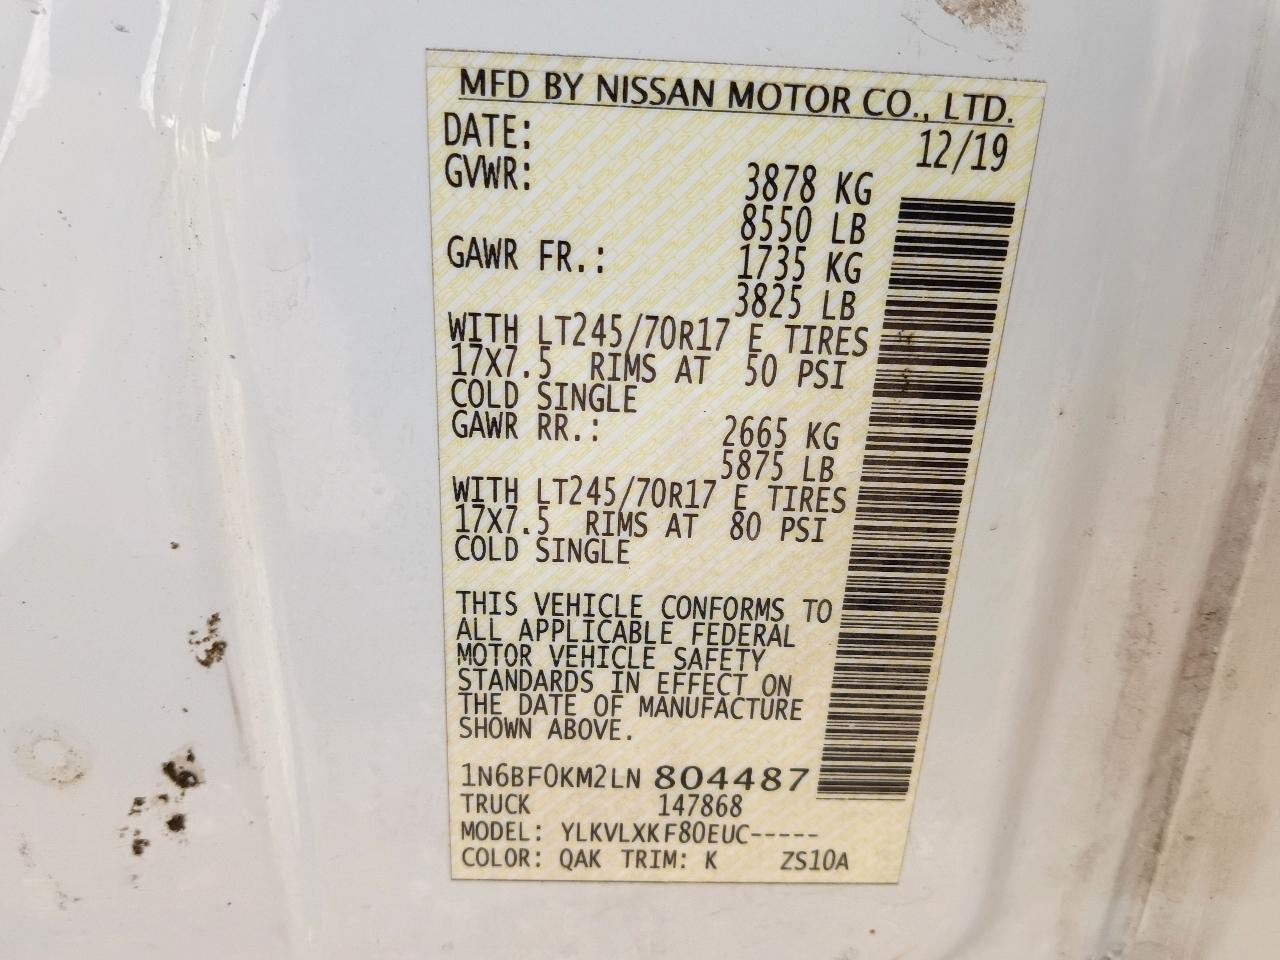 MFD BY NISSAN MOTOR CO., LTD.
DATE: 12/19
GVWR: 3878 KG
8550 LB
GAWR FR.: 1735 KG
3825 LB
WITH LT245/70R17 E TIRES
17X7.5 RIMS AT 50 PSI
COLD SINGLE
GAWR RR.: 2665 KG
5875 LB
WITH LT245/70R17 E TIRES
17X7.5 RIMS AT 80 PSI
COLD SINGLE
THIS VEHICLE CONFORMS TO
ALL APPLICABLE FEDERAL
MOTOR VEHICLE SAFETY
STANDARDS IN EFFECT ON
THE DATE OF MANUFACTURE
SHOWN ABOVE.
1N6BF0KM2LN 804487
TRUCK 147868
MODEL: YLKVLXKF80EUC-----
COLOR: QAK TRIM: K ZS10A